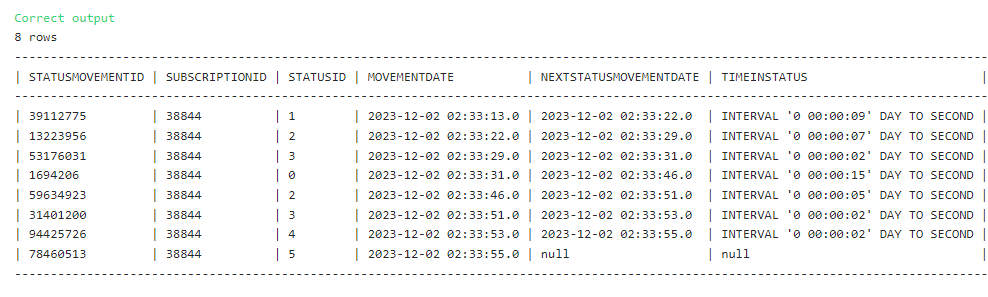 Correct output
8 rows
| STATUSMOVEMENTID | SUBSCRIPTIONID | STATUSID | MOVEMENTDATE | NEXTSTATUSMOVEMENTDATE | TIMEINSTATUS |
| 39112775 | 38844 | 1 | 2023-12-02 02:33:13.0 | 2023-12-02 02:33:22.0 | INTERVAL '0 00:00:09' DAY TO SECOND |
| 13223956 | 38844 | 2 | 2023-12-02 02:33:22.0 | 2023-12-02 02:33:29.0 | INTERVAL '0 00:00:07' DAY TO SECOND |
| 53176031 | 38844 | 3 | 2023-12-02 02:33:29.0 | 2023-12-02 02:33:31.0 | INTERVAL '0 00:00:02' DAY TO SECOND |
| 1694206 | 38844 | 0 | 2023-12-02 02:33:31.0 | 2023-12-02 02:33:46.0 | INTERVAL '0 00:00:15' DAY TO SECOND |
| 59634923 | 38844 | 2 | 2023-12-02 02:33:46.0 | 2023-12-02 02:33:51.0 | INTERVAL '0 00:00:05' DAY TO SECOND |
| 31401200 | 38844 | 3 | 2023-12-02 02:33:51.0 | 2023-12-02 02:33:53.0 | INTERVAL '0 00:00:02' DAY TO SECOND |
| 94425726 | 38844 | 4 | 2023-12-02 02:33:53.0 | 2023-12-02 02:33:55.0 | INTERVAL '0 00:00:02' DAY TO SECOND |
| 78460513 | 38844 | 5 | 2023-12-02 02:33:55.0 | null | null |